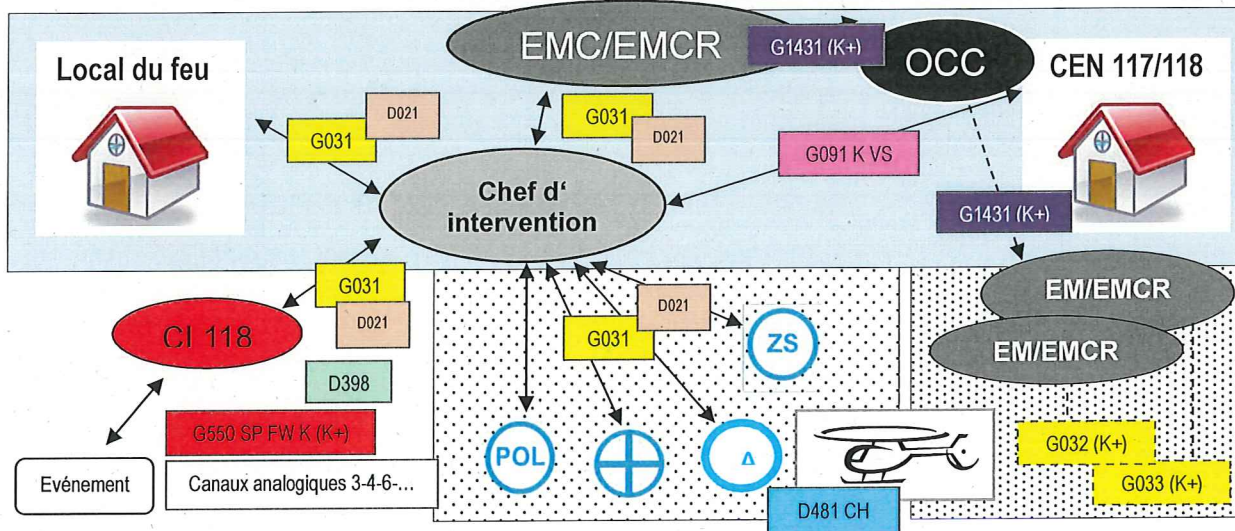 EMC/EMCR
G1431 (K+)
OCC
Local du feu
CEN 117/118
G031
D021
G031
D021
G091 K VS
Chef d‘
intervention
G1431 (K+)
G031
D021
CI 118
D021
G031
ZS
EM/EMCR
EM/EMCR
D398
G550 SP FW K (K+)
POL
Δ
G032 (K+)
G033 (K+)
Evénement
Canaux analogiques 3-4-6-...
D481 CH